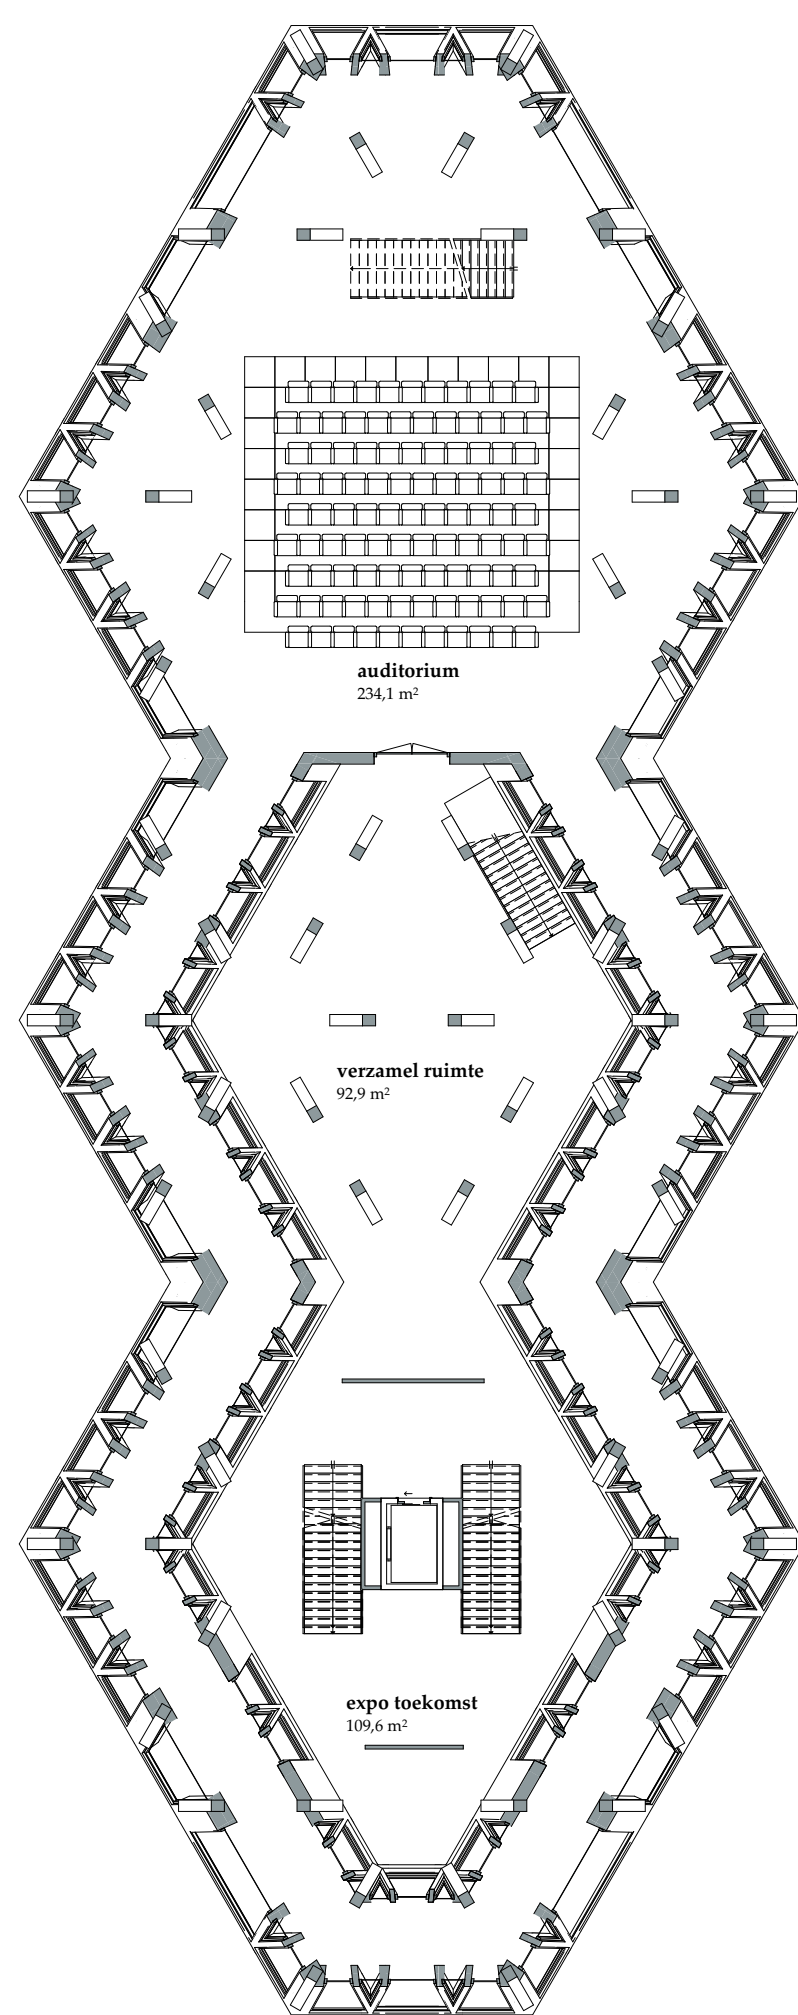 auditorium
234,1 m²
verzamel ruimte
92,9 m²
expo toekomst
109,6 m²